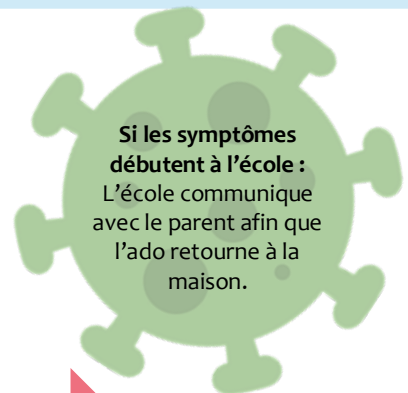 Si les symptômes
débutent à l’école :
L’école communique
avec le parent afin que
l’ado retourne à la
maison.